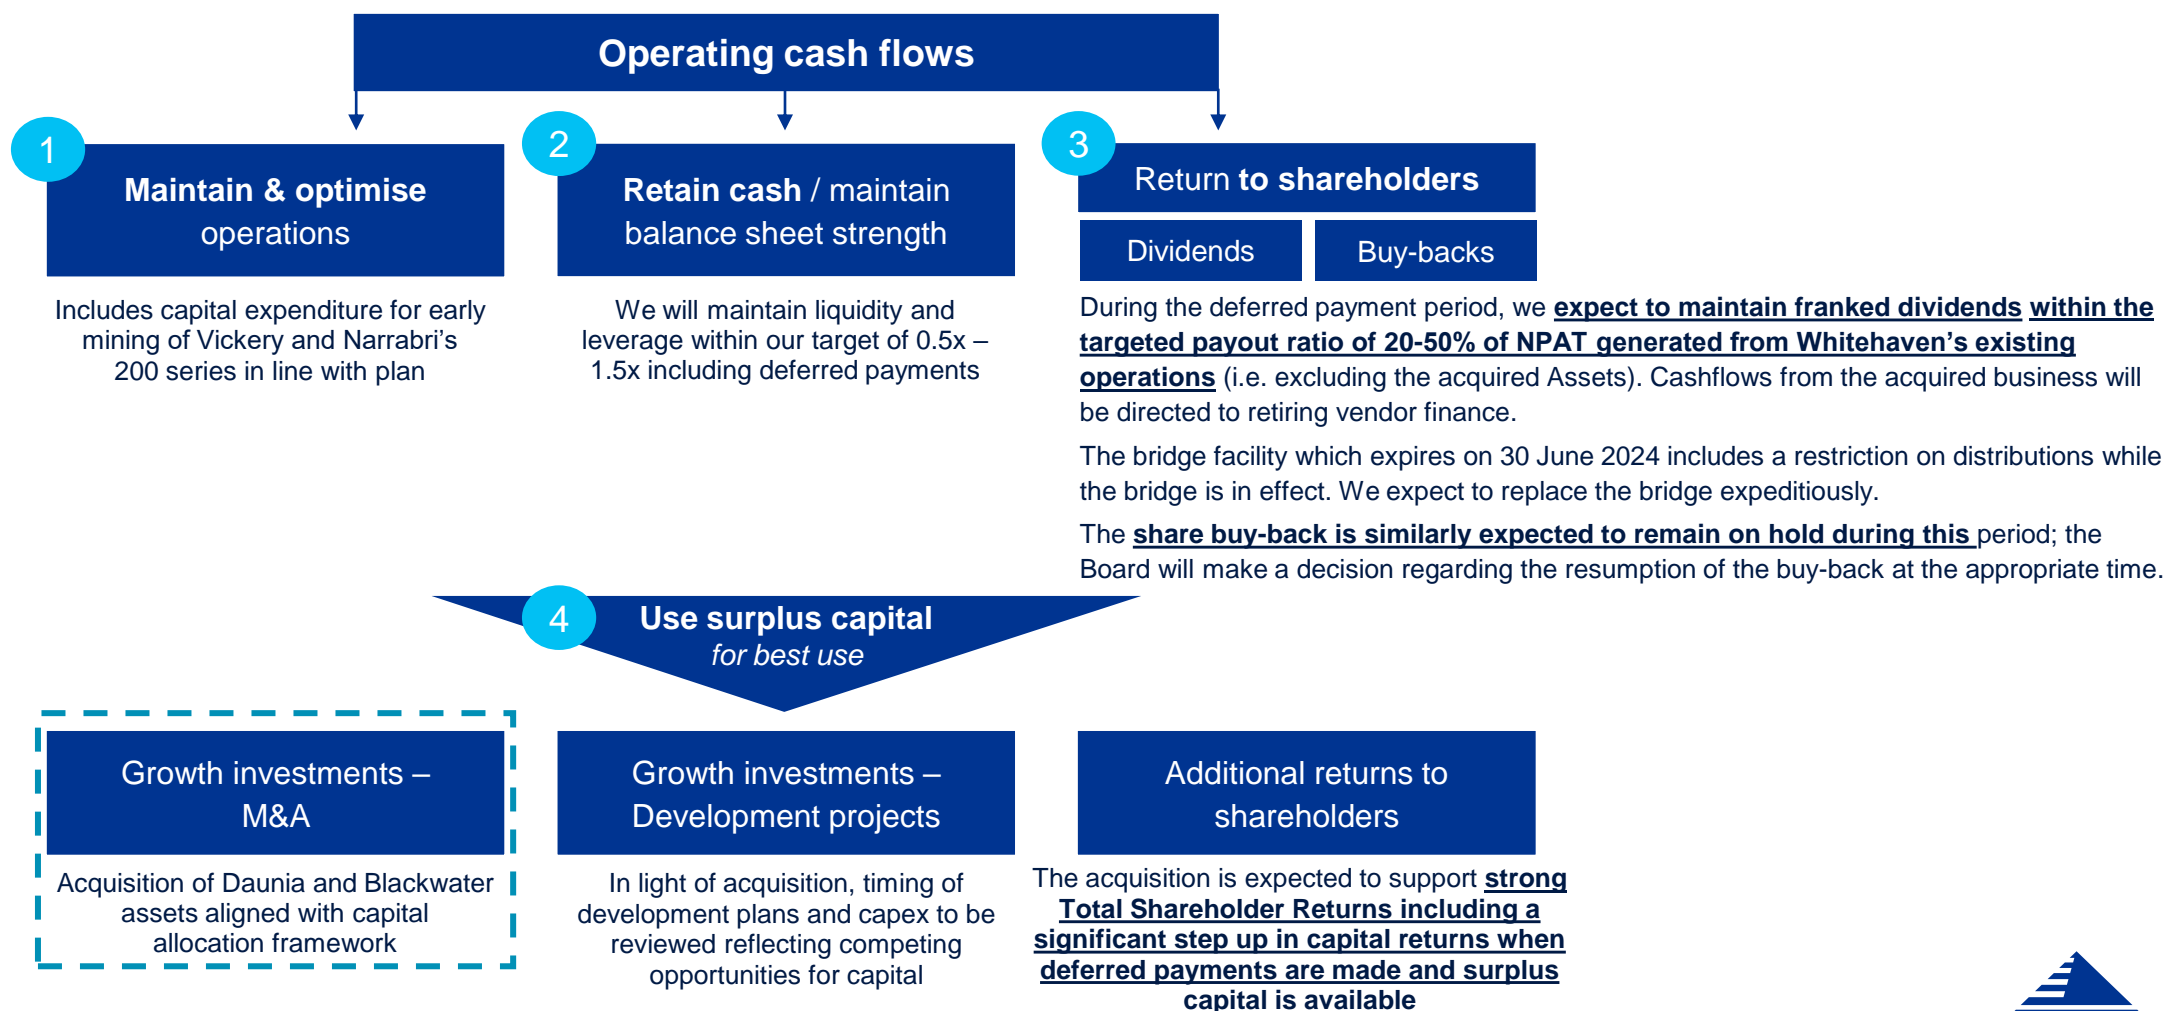 Operating cash flows
1
Maintain & optimise
operations
Includes capital expenditure for early
mining of Vickery and Narrabri’s
200 series in line with plan
2
Retain cash / maintain
balance sheet strength
We will maintain liquidity and
leverage within our target of 0.5x –
1.5x including deferred payments
3
Return to shareholders
Dividends
Buy-backs
During the deferred payment period, we expect to maintain franked dividends within the
targeted payout ratio of 20-50% of NPAT generated from Whitehaven’s existing
operations (i.e. excluding the acquired Assets). Cashflows from the acquired business will
be directed to retiring vendor finance.
The bridge facility which expires on 30 June 2024 includes a restriction on distributions while
the bridge is in effect. We expect to replace the bridge expeditiously.
The share buy-back is similarly expected to remain on hold during this period; the
Board will make a decision regarding the resumption of the buy-back at the appropriate time.
4
Use surplus capital
for best use
Growth investments –
M&A
Acquisition of Daunia and Blackwater
assets aligned with capital
allocation framework
Growth investments –
Development projects
In light of acquisition, timing of
development plans and capex to be
reviewed reflecting competing
opportunities for capital
Additional returns to
shareholders
The acquisition is expected to support strong
Total Shareholder Returns including a
significant step up in capital returns when
deferred payments are made and surplus
capital is available